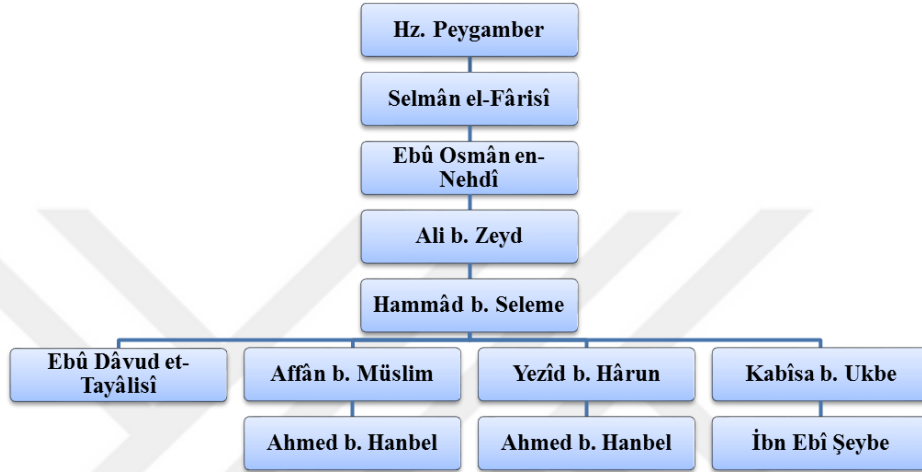 Hz. Peygamber
Selmân el-Fârisî
Ebû Osmân en-
Nehdî
Ali b. Zeyd
Hammâd b. Seleme
Ebû Dâvud et-
Tayâlisî
Affân b. Müslim
Yezîd b. Hârun
Kabîsa b. Ukbe
Ahmed b. Hanbel
Ahmed b. Hanbel
İbn Ebî Şeybe